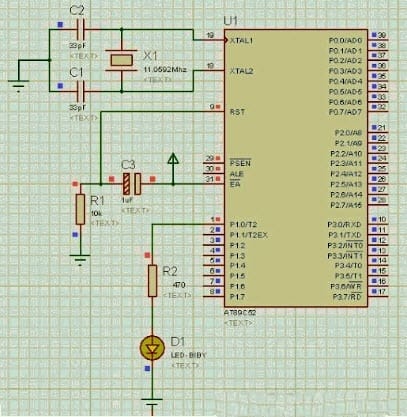 C2
33pF
<TEXT>
X1
11.0592Mhz
<TEXT>
C1
33pF
<TEXT>
R1
10k
<TEXT>
C3
1uF
<TEXT>
R2
470
<TEXT>
D1
LED-BIBY
<TEXT>
U1
19 XTAL1
18 XTAL2
9 RST
29 PSEN
30 ALE
31 EA
1 P1.0/T2
2 P1.1/T2EX
3 P1.2
4 P1.3
5 P1.4
6 P1.5
7 P1.6
8 P1.7
P0.0/AD0 39
P0.1/AD1 38
P0.2/AD2 37
P0.3/AD3 36
P0.4/AD4 35
P0.5/AD5 34
P0.6/AD6 33
P0.7/AD7 32
P2.0/A8 21
P2.1/A9 22
P2.2/A10 23
P2.3/A11 24
P2.4/A12 25
P2.5/A13 26
P2.6/A14 27
P2.7/A15 28
P3.0/RXD 10
P3.1/TXD 11
P3.2/INT0 12
P3.3/INT1 13
P3.4/T0 14
P3.5/T1 15
P3.6/WR 16
P3.7/RD 17
AT89C52
<TEXT>